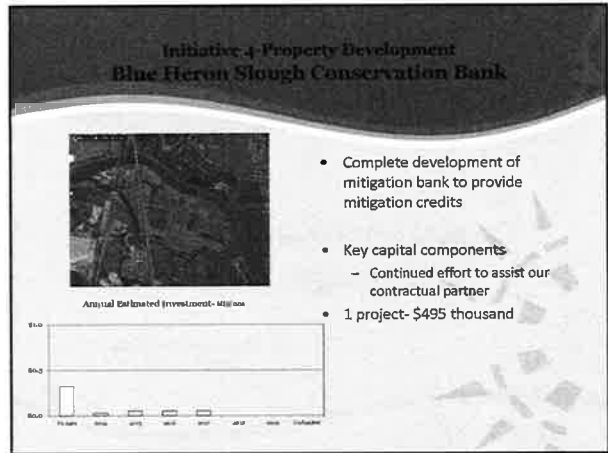 Initiative 4-Property Development
Blue Heron Slough Conservation Bank
• Complete development of
mitigation bank to provide
mitigation credits
• Key capital components
– Continued effort to assist our
contractual partner
• 1 project- $495 thousand
Annual Estimated Investment- Millions
$1.0
$0.5
$0.0